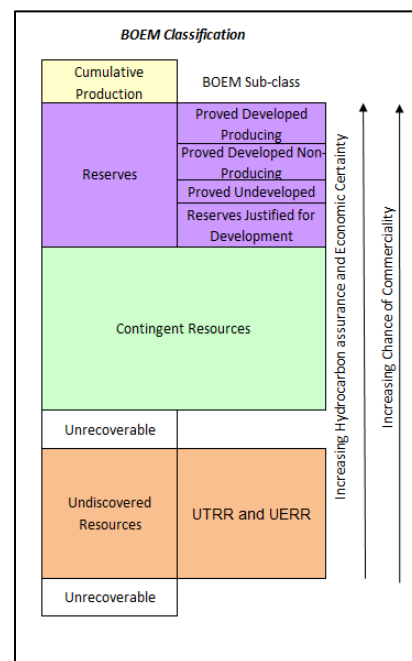 BOEM Classification
Cumulative
Production
BOEM Sub-class
Reserves
Proved Developed
Producing
Proved Developed Non-
Producing
Proved Undeveloped
Reserves Justified for
Development
Contingent Resources
Unrecoverable
Undiscovered
Resources
UTRR and UERR
Unrecoverable
Increasing Hydrocarbon assurance and Economic Certainty
Increasing Chance of Commerciality